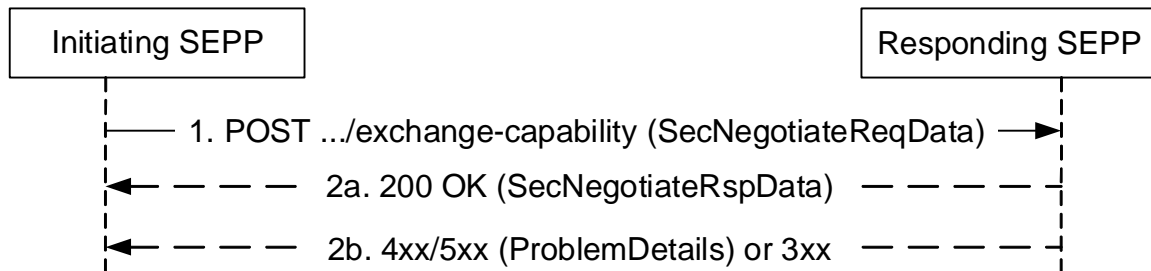 Initiating SEPP
Responding SEPP
1. POST .../exchange-capability (SecNegotiateReqData)
2a. 200 OK (SecNegotiateRspData)
2b. 4xx/5xx (ProblemDetails) or 3xx